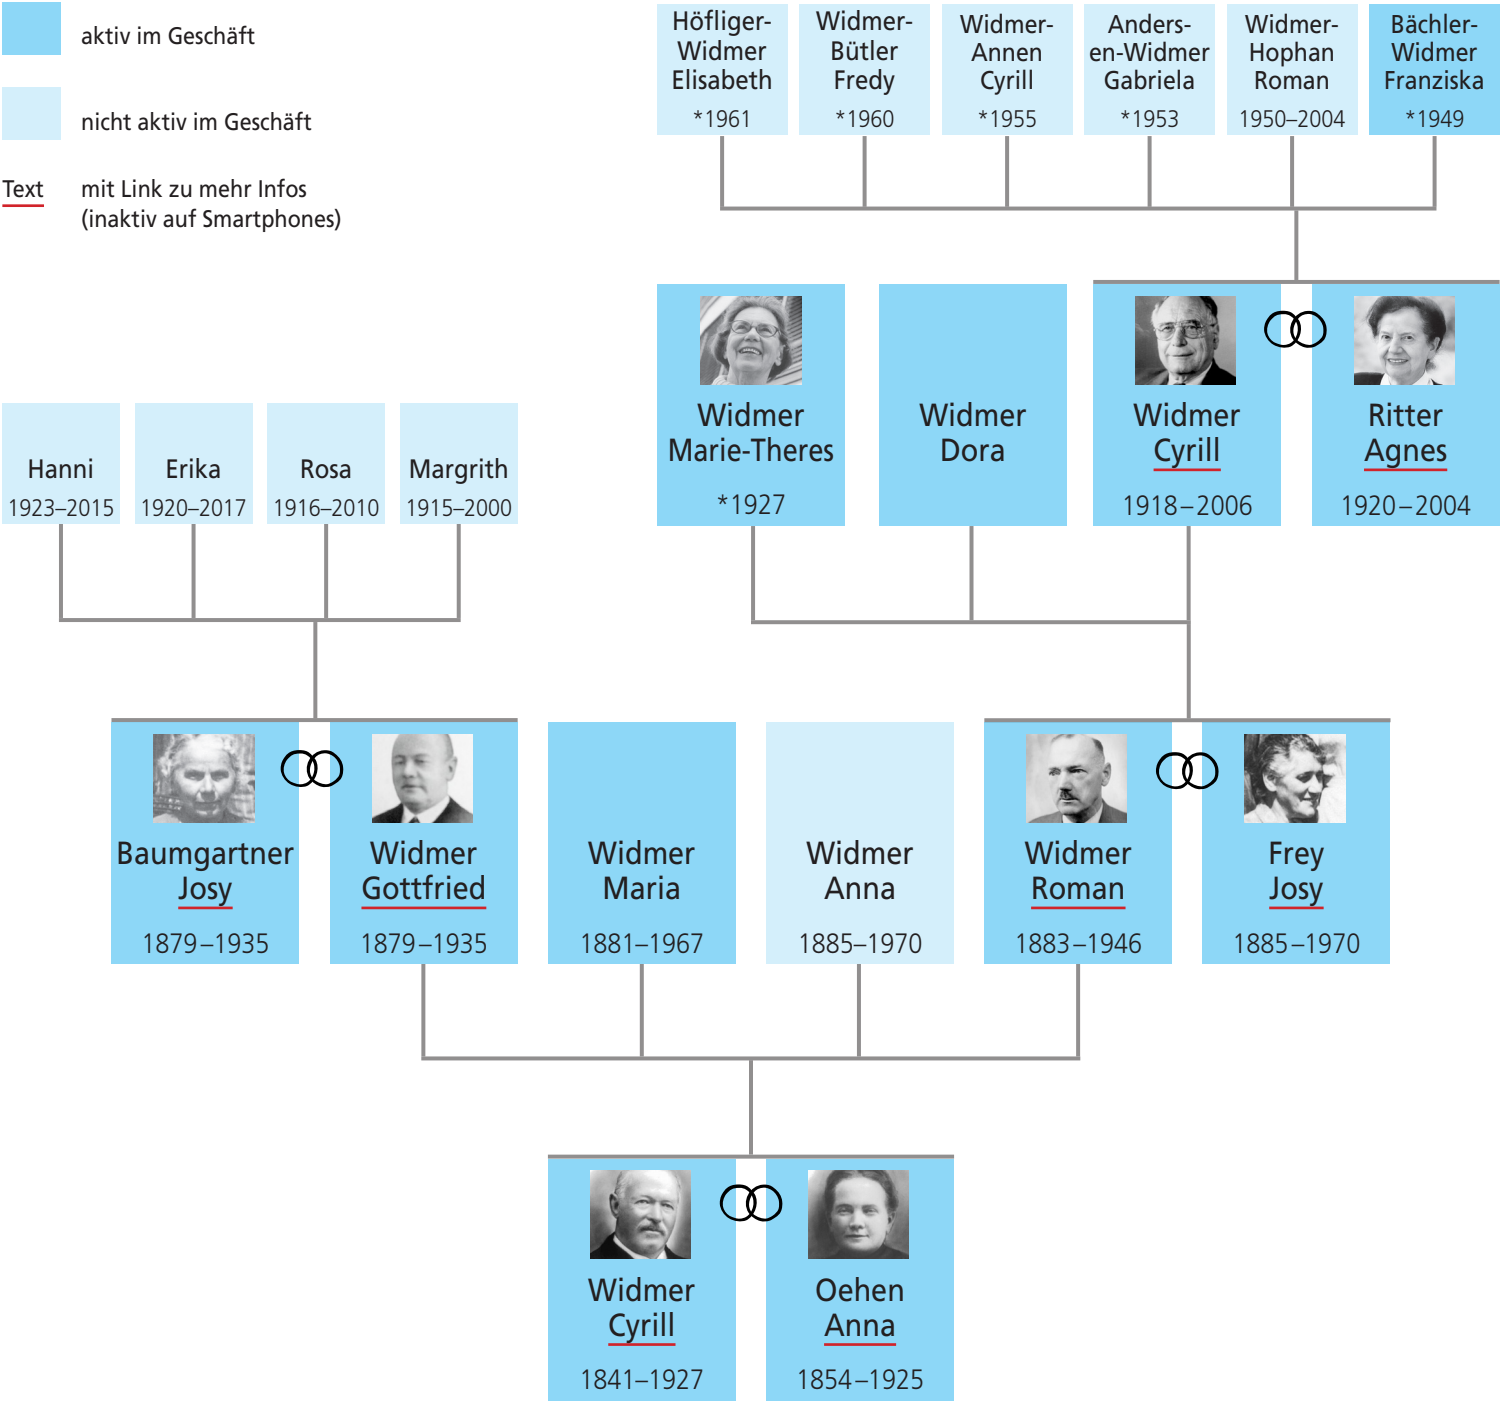 aktiv im Geschäft
nicht aktiv im Geschäft
Text
mit Link zu mehr Infos
(inaktiv auf Smartphones)
Höfliger-
Widmer
Elisabeth
*1961
Widmer-
Bütler
Fredy
*1960
Widmer-
Annen
Cyrill
*1955
Anders-
en-Widmer
Gabriela
*1953
Widmer-
Hophan
Roman
1950–2004
Bächler-
Widmer
Franziska
*1949
Widmer
Marie-Theres
*1927
Widmer
Dora
Widmer
Cyrill
1918–2006
Ritter
Agnes
1920–2004
Hanni
1923–2015
Erika
1920–2017
Rosa
1916–2010
Margrith
1915–2000
Baumgartner
Josy
1879–1935
Widmer
Gottfried
1879–1935
Widmer
Maria
1881–1967
Widmer
Anna
1885–1970
Widmer
Roman
1883–1946
Frey
Josy
1885–1970
Widmer
Cyrill
1841–1927
Oehen
Anna
1854–1925